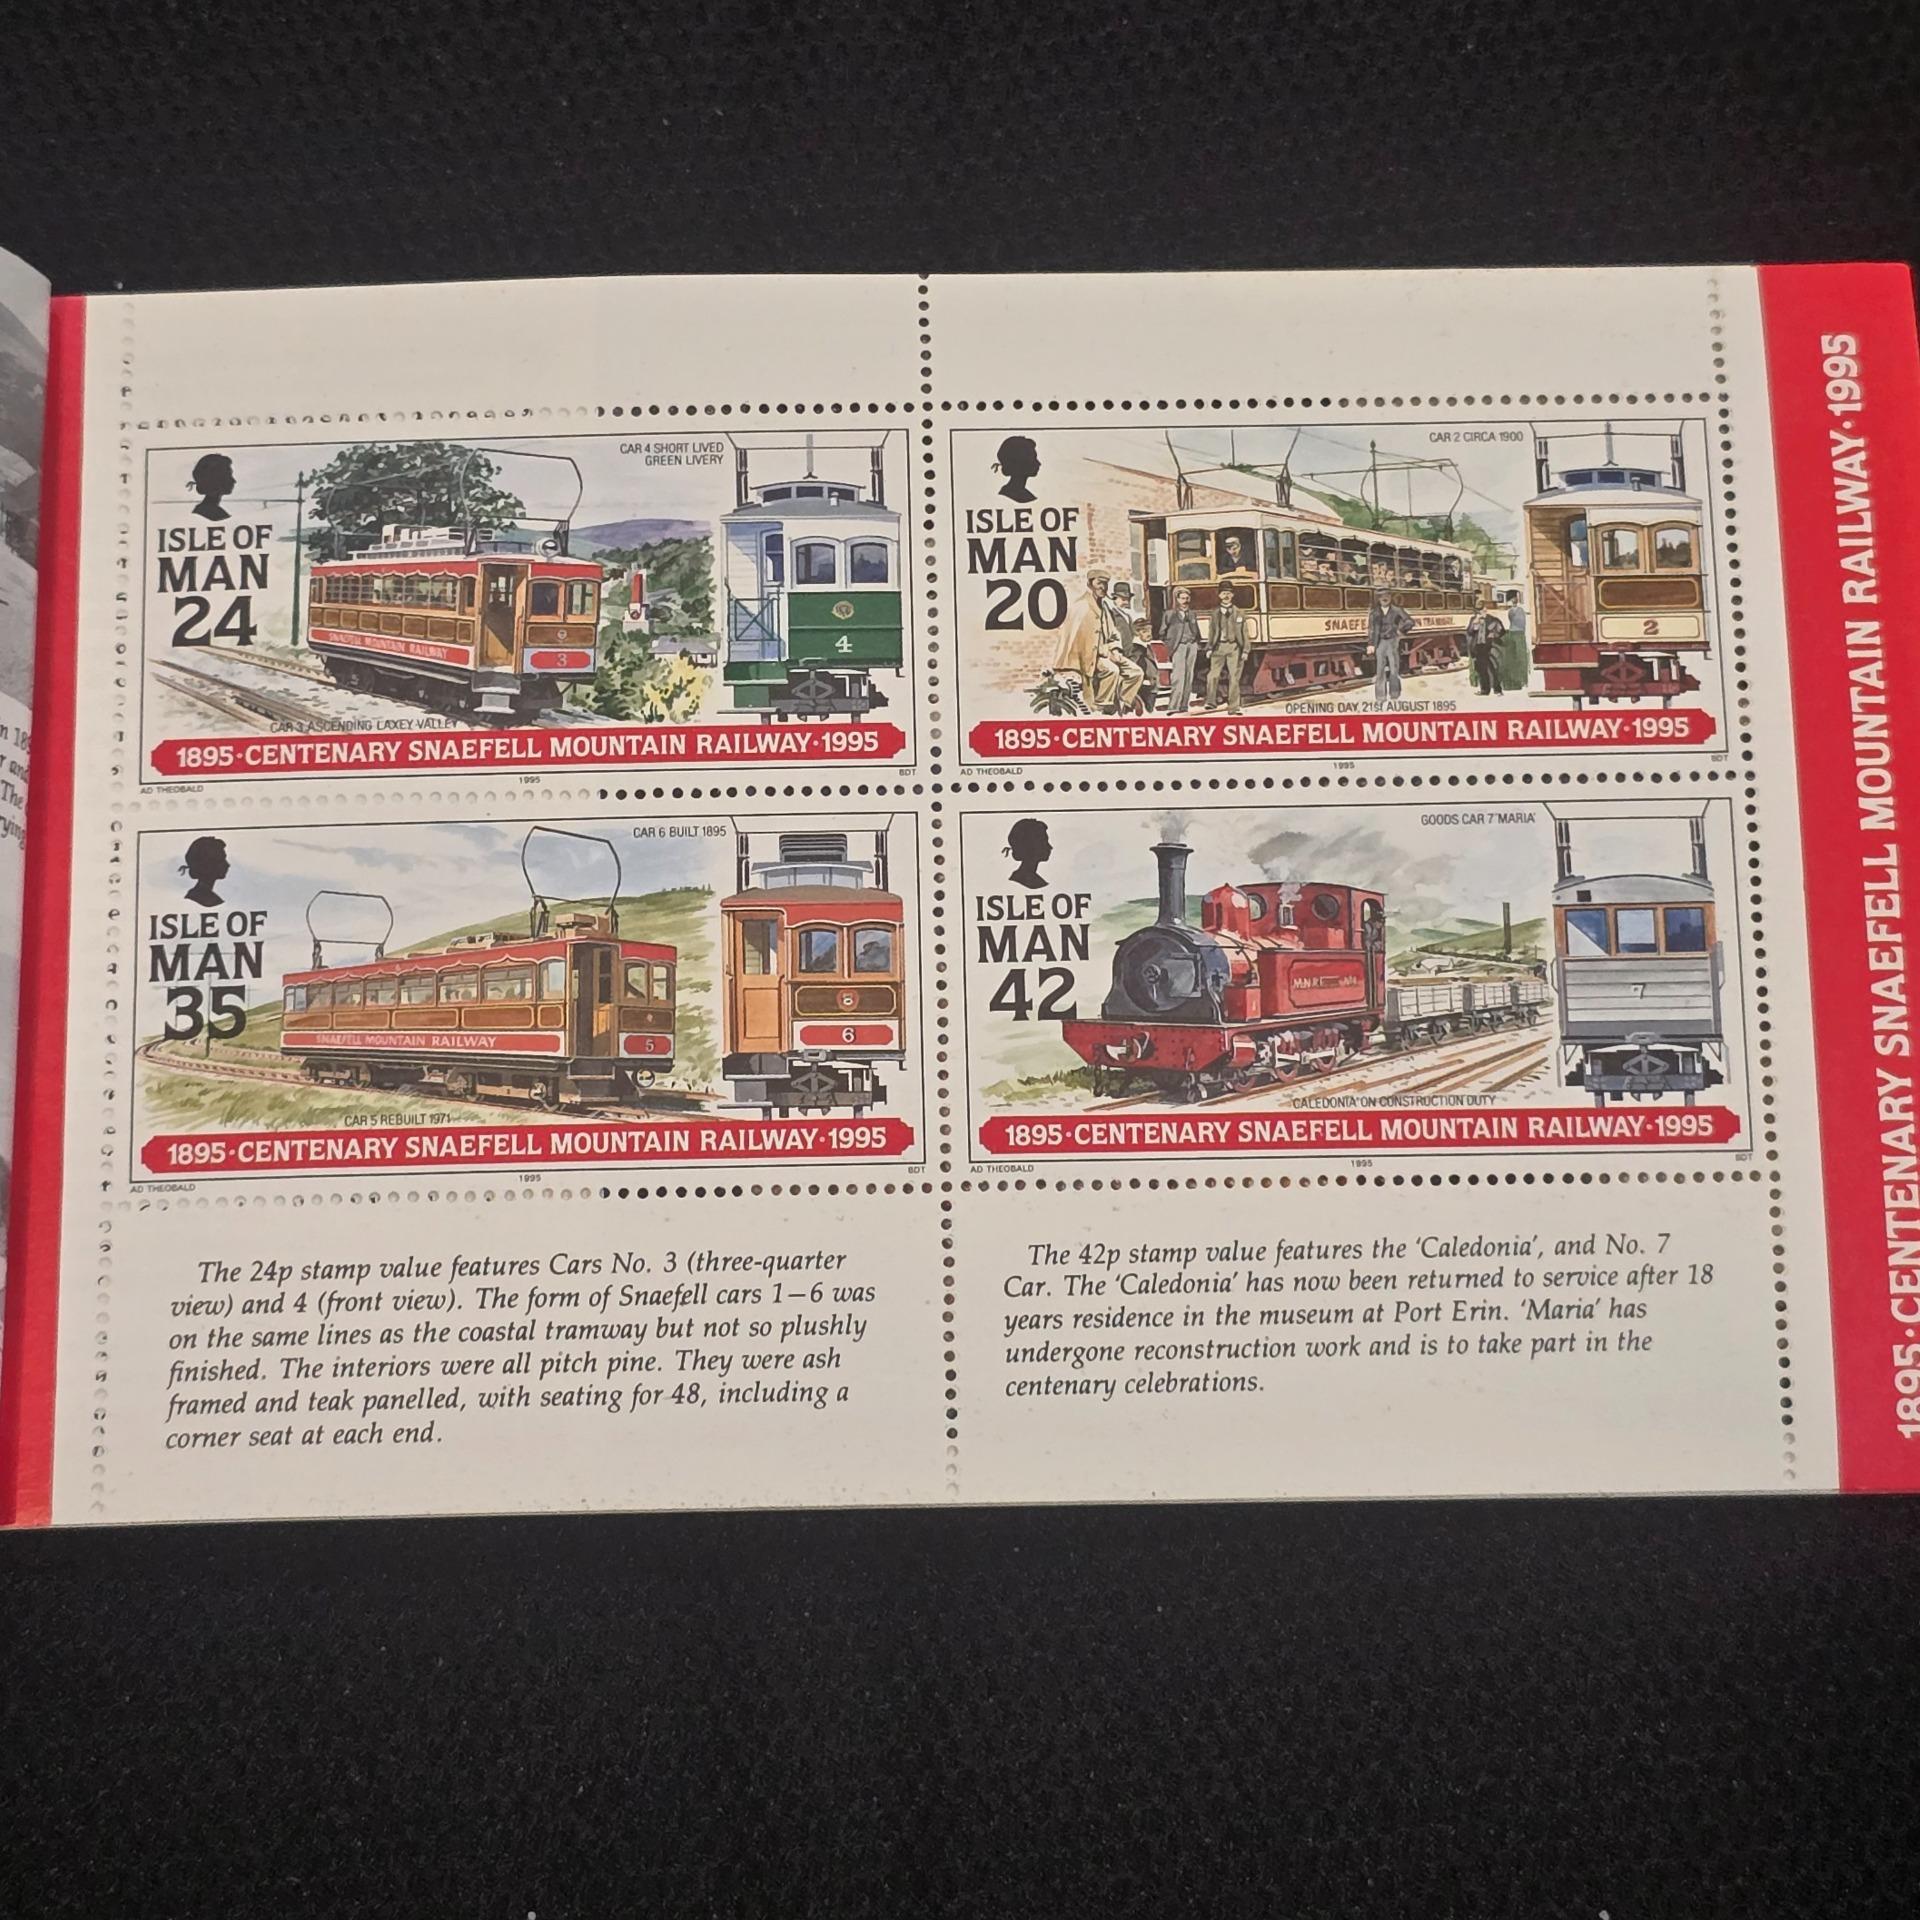 CAR 4 SHORT LIVED
GREEN LIVERY
ISLE OF
MAN
24
4
SNAEFELL MOUNTAIN RAILWAY
3
CAR 3 ASCENDING LAXEY VALLEY
1895·CENTENARY SNAEFELL MOUNTAIN RAILWAY·1995
AD THEOBALD
1995
BDT
CAR 2 CIRCA 1900
ISLE OF
MAN
20
2
OPENING DAY, 21ST AUGUST 1895
1895·CENTENARY SNAEFELL MOUNTAIN RAILWAY·1995
AD THEOBALD
1995
BDT
CAR 6 BUILT 1895
ISLE OF
MAN
35
6
SNAEFELL MOUNTAIN RAILWAY
5
CAR 5 REBUILT 1971
1895·CENTENARY SNAEFELL MOUNTAIN RAILWAY·1995
AD THEOBALD
1995
BDT
GOODS CAR 7 'MARIA'
ISLE OF
MAN
42
7
'CALEDONIA' ON CONSTRUCTION DUTY
1895·CENTENARY SNAEFELL MOUNTAIN RAILWAY·1995
AD THEOBALD
1995
BDT
The 24p stamp value features Cars No. 3 (three-quarter
view) and 4 (front view). The form of Snaefell cars 1–6 was
on the same lines as the coastal tramway but not so plushly
finished. The interiors were all pitch pine. They were ash
framed and teak panelled, with seating for 48, including a
corner seat at each end.
The 42p stamp value features the 'Caledonia', and No. 7
Car. The 'Caledonia' has now been returned to service after 18
years residence in the museum at Port Erin. 'Maria' has
undergone reconstruction work and is to take part in the
centenary celebrations.
1895·CENTENARY SNAEFELL MOUNTAIN RAILWAY·1995